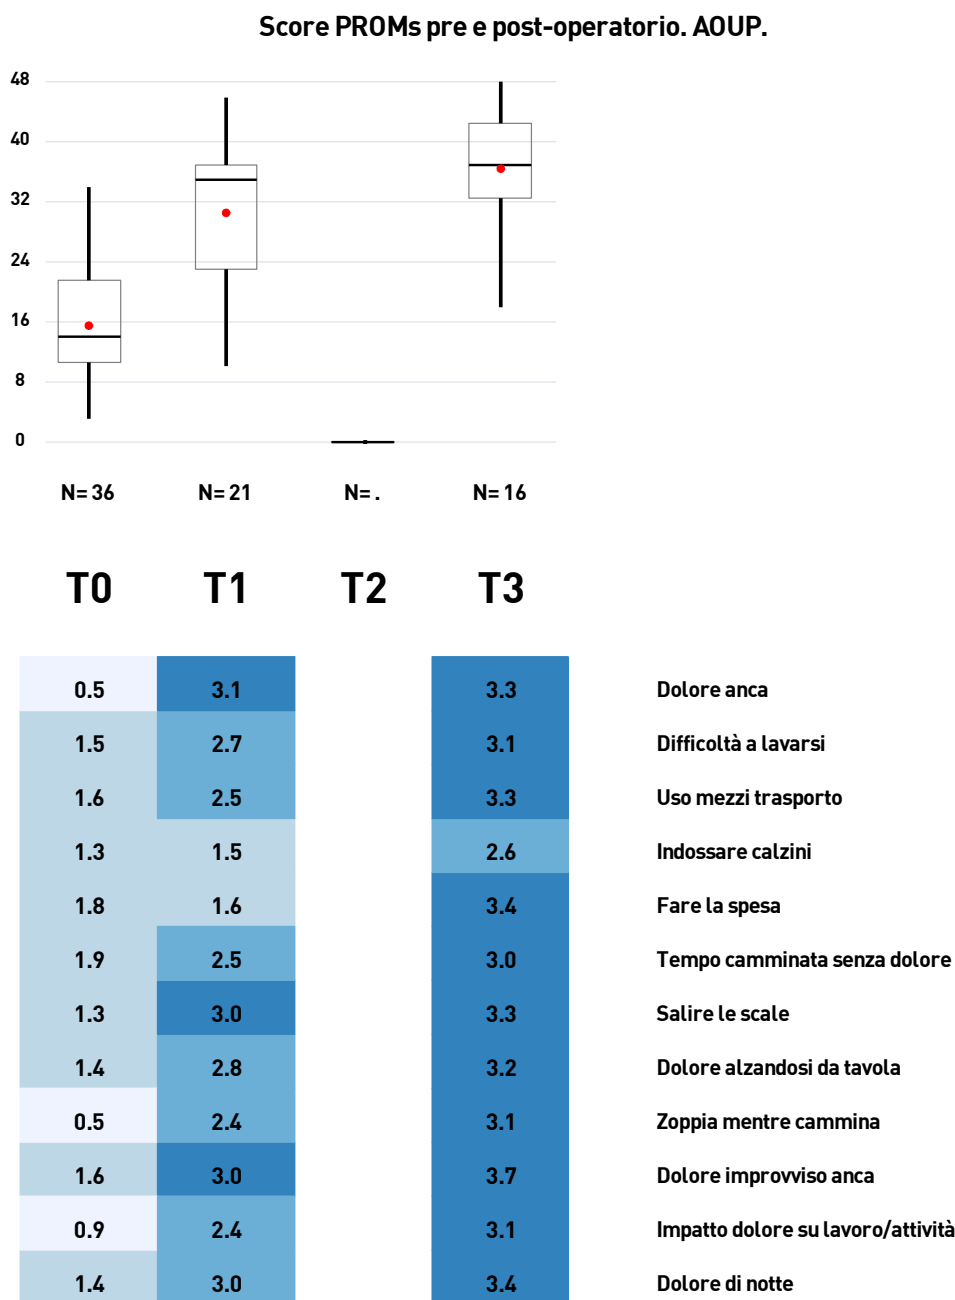 Score PROMs pre e post-operatorio. AOUP.
48
40
32
24
16
8
0
N= 36 N= 21 N= . N= 16
T0 T1 T2 T3
0.5 3.1 3.3 Dolore anca
1.5 2.7 3.1 Difficoltà a lavarsi
1.6 2.5 3.3 Uso mezzi trasporto
1.3 1.5 2.6 Indossare calzini
1.8 1.6 3.4 Fare la spesa
1.9 2.5 3.0 Tempo camminata senza dolore
1.3 3.0 3.3 Salire le scale
1.4 2.8 3.2 Dolore alzandosi da tavola
0.5 2.4 3.1 Zoppia mentre cammina
1.6 3.0 3.7 Dolore improvviso anca
0.9 2.4 3.1 Impatto dolore su lavoro/attività
1.4 3.0 3.4 Dolore di notte